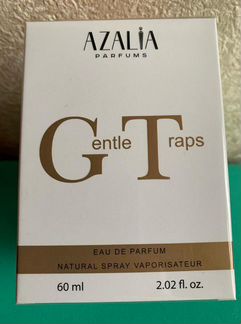 AZALIA
PARFUMS
Gentle Traps
EAU DE PARFUM
NATURAL SPRAY VAPORISATEUR
60 ml 2.02 fl. oz.